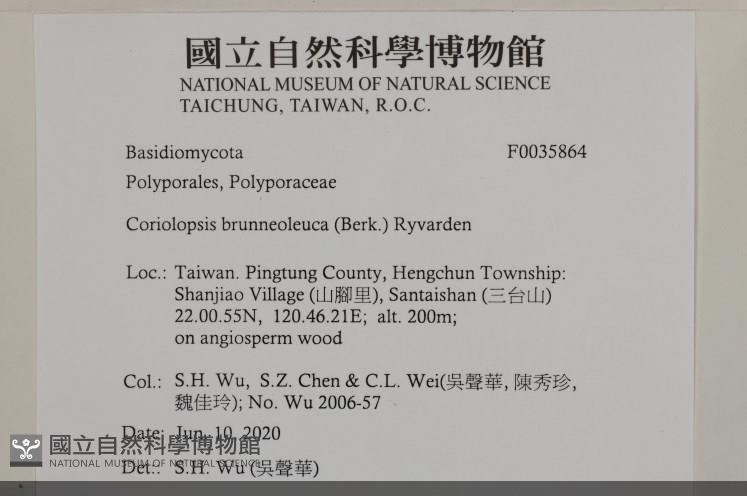 國立自然科學博物館
NATIONAL MUSEUM OF NATURAL SCIENCE
TAICHUNG, TAIWAN, R.O.C.
Basidiomycota F0035864
Polyporales, Polyporaceae
Coriolopsis brunneoleuca (Berk.) Ryvarden
Loc.: Taiwan. Pingtung County, Hengchun Township:
Shanjiao Village (山腳里), Santaishan (三台山)
22.00.55N, 120.46.21E; alt. 200m;
on angiosperm wood
Col.: S.H. Wu, S.Z. Chen & C.L. Wei(吳聲華, 陳秀珍,
魏佳玲); No. Wu 2006-57
Date: Jun. 10, 2020
國立自然科學博物館
NATIONAL MUSEUM OF NATURAL SCIENCE
Det.: S.H. Wu (吳聲華)